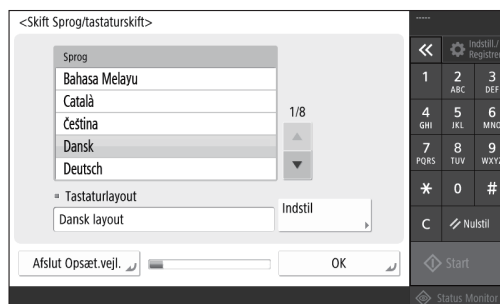 <Skift Sprog/tastaturskift>
Sprog
Bahasa Melayu
Català
Čeština
Dansk
Deutsch
1/8
Tastaturlayout
Dansk layout
Indstil
Afslut Opsæt.vejl.
OK
-----
Indstill./
Registrer
1 2 3
ABC DEF
4 5 6
GHI JKL MNO
7 8 9
PQRS TUV WXYZ
* 0 #
C Nulstil
Start
Status Monitor